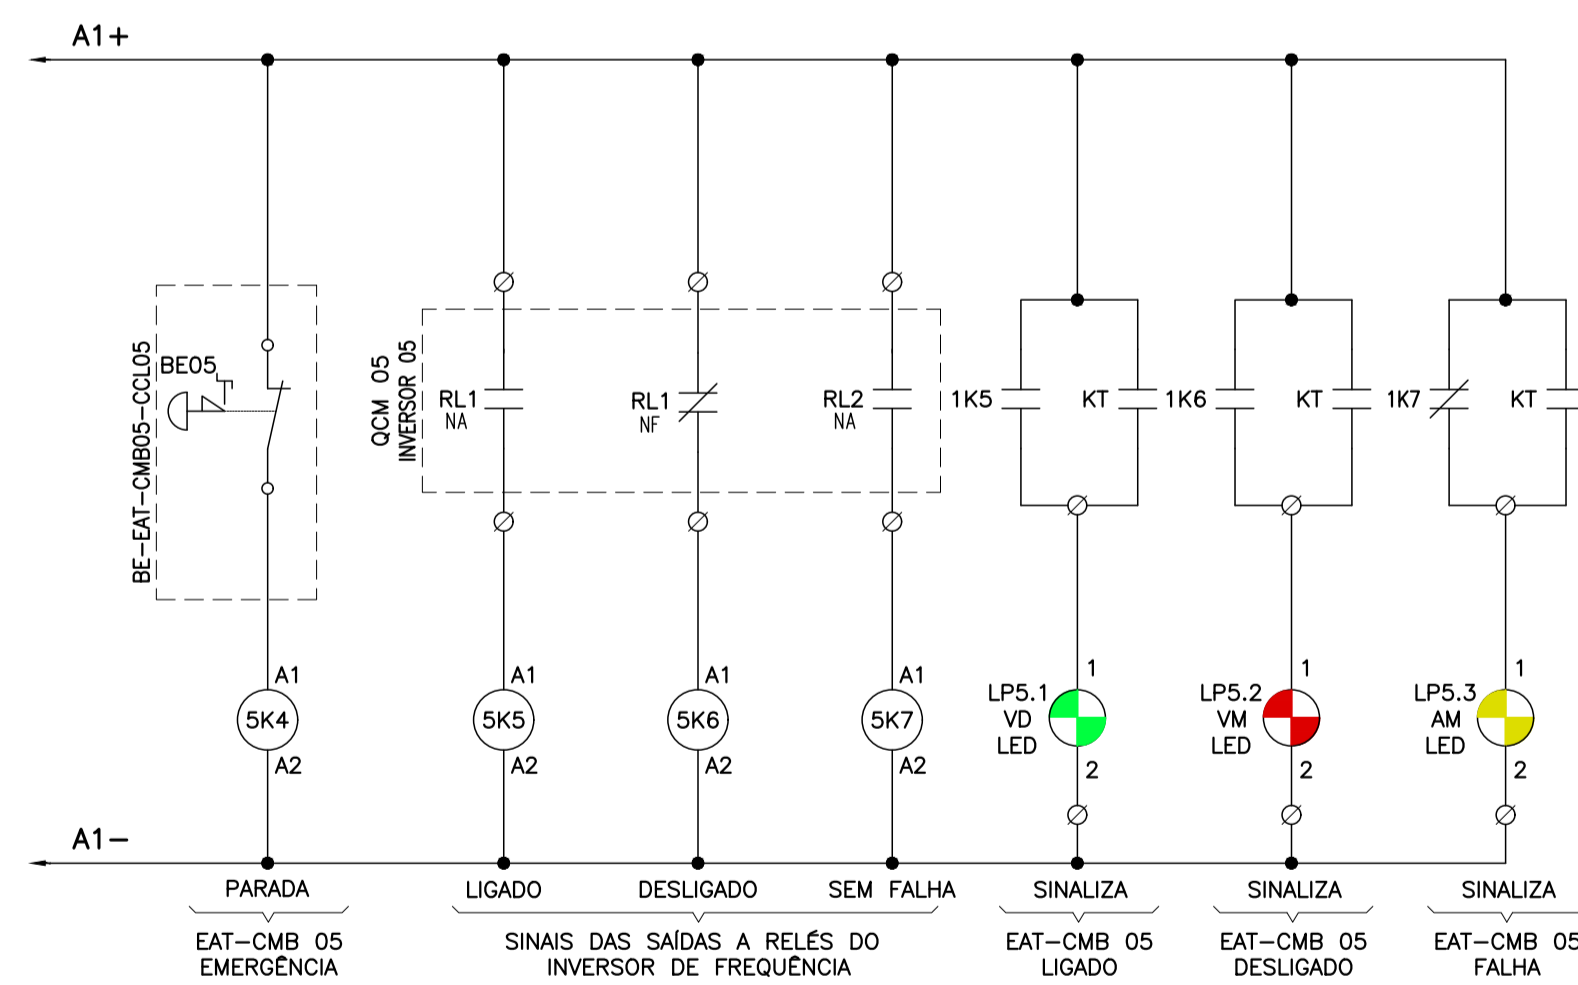 A1+
BE-EAT-CMB05-CCL05
BE05
QCM 05
INVERSOR 05
RL1
NA
RL1
NF
RL2
NA
1K5
KT
1K6
KT
1K7
KT
A1
5K4
A2
A1
5K5
A2
A1
5K6
A2
A1
5K7
A2
LP5.1
VD
LED
1
2
LP5.2
VM
LED
1
2
LP5.3
AM
LED
1
2
A1-
PARADA
EAT-CMB 05
EMERGÊNCIA
LIGADO
DESLIGADO
SEM FALHA
SINAIS DAS SAÍDAS A RELÉS DO
INVERSOR DE FREQUÊNCIA
SINALIZA
EAT-CMB 05
LIGADO
SINALIZA
EAT-CMB 05
DESLIGADO
SINALIZA
EAT-CMB 05
FALHA